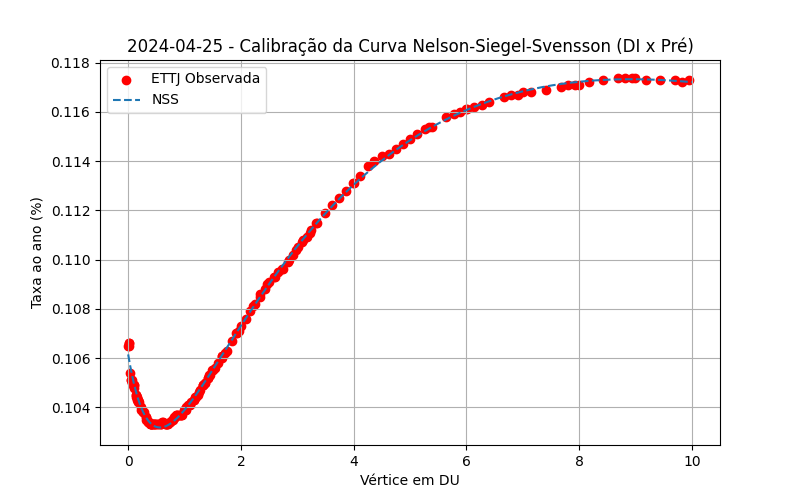 2024-04-25 - Calibração da Curva Nelson-Siegel-Svensson (DI x Pré)
ETTJ Observada
NSS
Taxa ao ano (%)
0.118
0.116
0.114
0.112
0.110
0.108
0.106
0.104
0 2 4 6 8 10
Vértice em DU